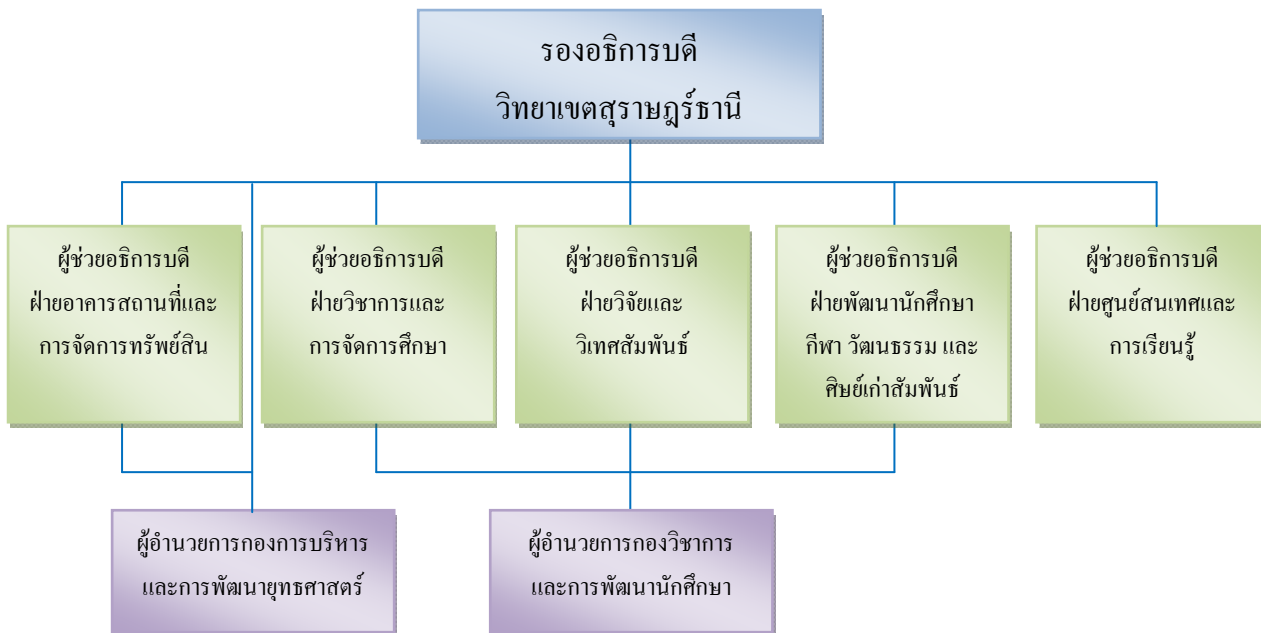 รองอธิการบดี
วิทยาเขตสุราษฎร์ธานี
ผู้ช่วยอธิการบดี
ฝ่ายอาคารสถานที่และ
การจัดการทรัพย์สิน
ผู้ช่วยอธิการบดี
ฝ่ายวิชาการและ
การจัดการศึกษา
ผู้ช่วยอธิการบดี
ฝ่ายวิจัยและ
วิเทศสัมพันธ์
ผู้ช่วยอธิการบดี
ฝ่ายพัฒนานักศึกษา
กีฬา วัฒนธรรม และ
ศิษย์เก่าสัมพันธ์
ผู้ช่วยอธิการบดี
ฝ่ายศูนย์สนเทศและ
การเรียนรู้
ผู้อำนวยการกองการบริหาร
และการพัฒนายุทธศาสตร์
ผู้อำนวยการกองวิชาการ
และการพัฒนานักศึกษา